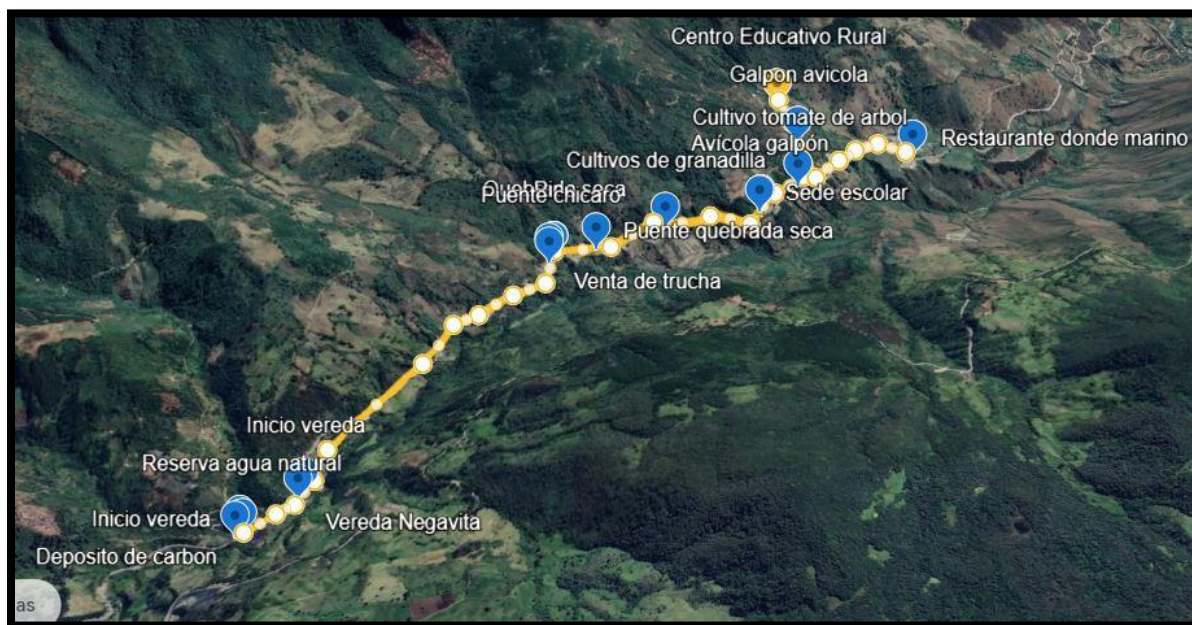 Centro Educativo Rural
Galpon avicola
Cultivo tomate de arbol
Restaurante donde marino
Avícola galpón
Cultivos de granadilla
Sede escolar
seca
Puente chicaro
Puente quebrada seca
Venta de trucha
Inicio vereda
Reserva agua natural
Inicio vereda
Vereda Negavita
Deposito de carbon
as